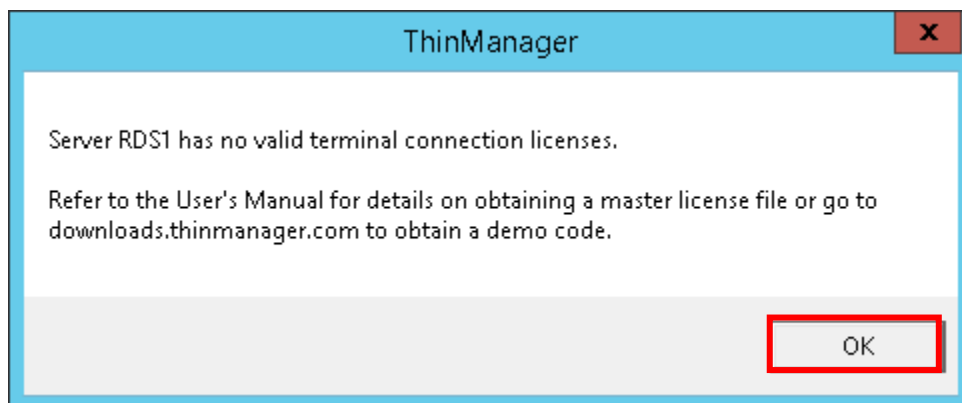 ThinManager
x
Server RDS1 has no valid terminal connection licenses.
Refer to the User's Manual for details on obtaining a master license file or go to
downloads.thinmanager.com to obtain a demo code.
OK